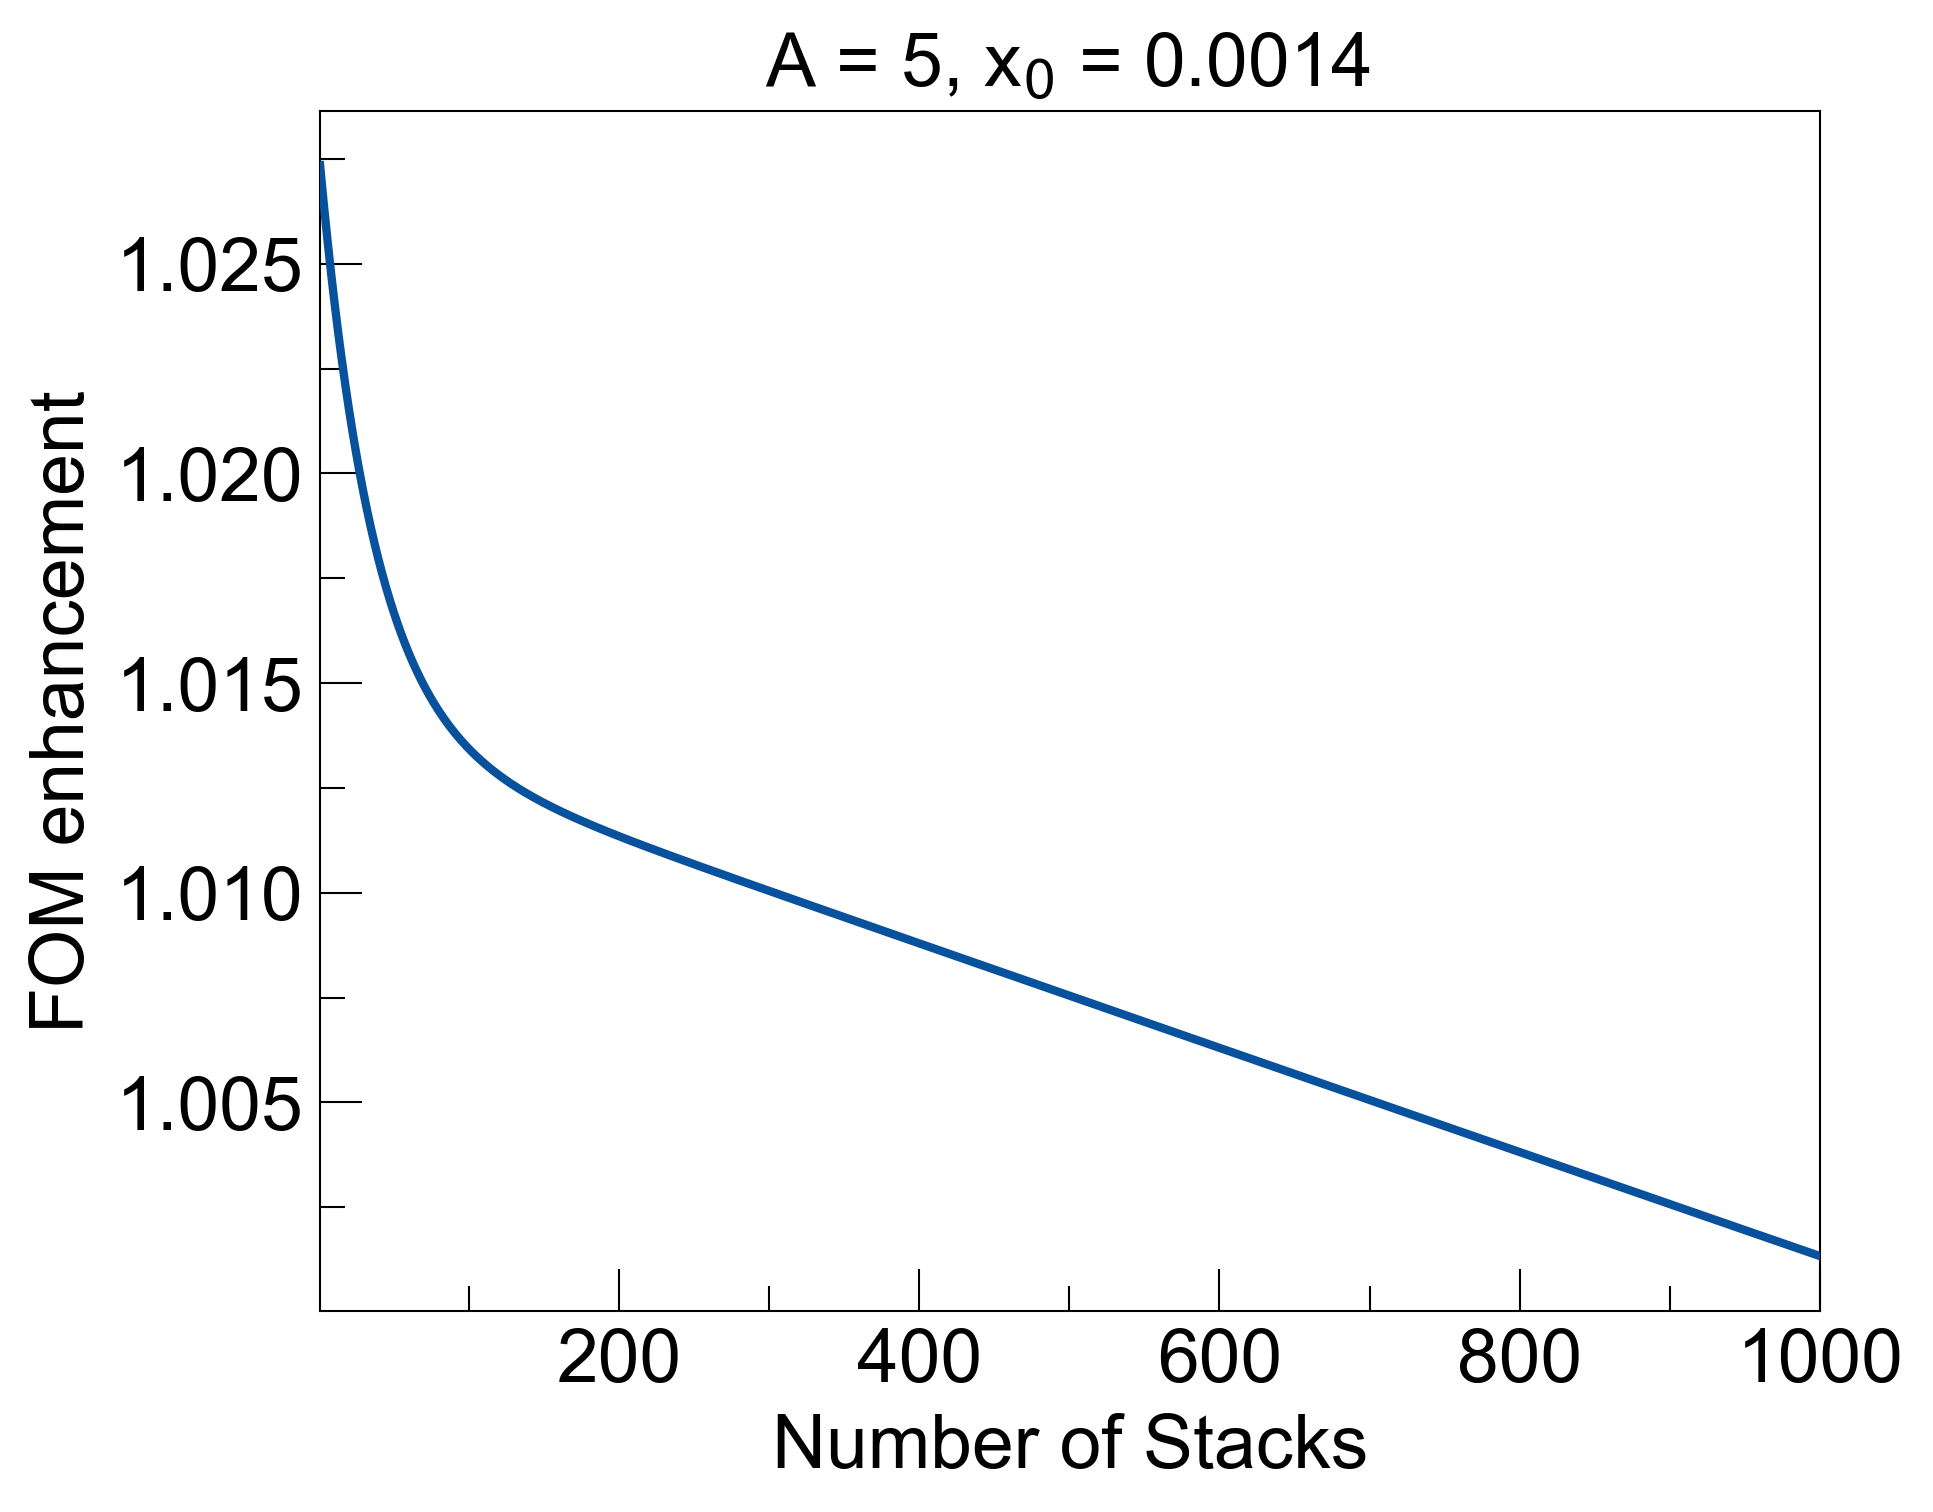 A = 5, x₀ = 0.0014
FOM enhancement
1.025
1.020
1.015
1.010
1.005
200 400 600 800 1000
Number of Stacks